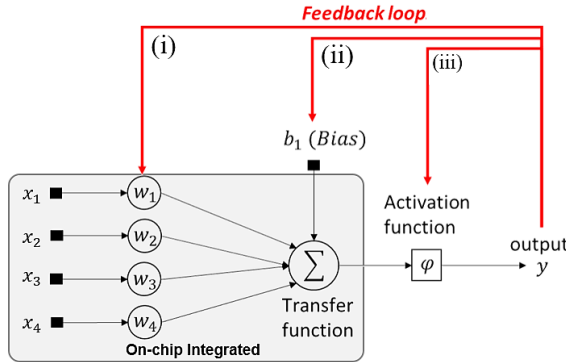 Feedback loop
(i)
(ii)
(iii)
b₁ (Bias)
x₁
w₁
Activation
function
x₂
w₂
output
y
x₃
w₃
∑
φ
Transfer
function
x₄
w₄
On-chip Integrated